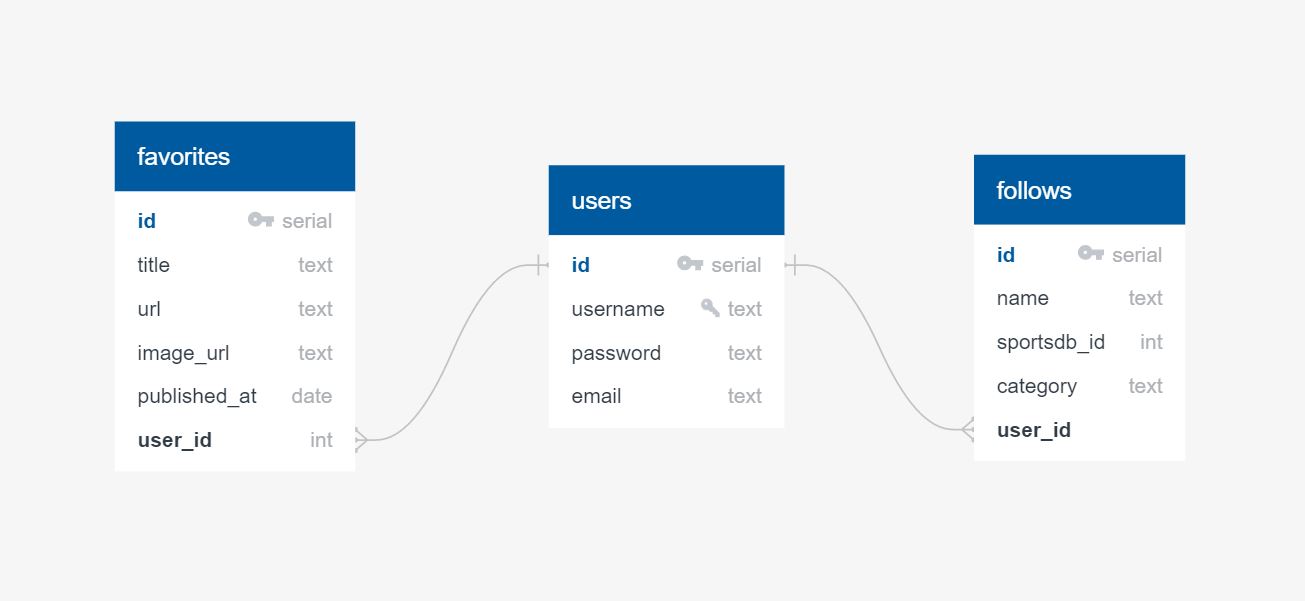 favorites
id serial
title text
url text
image_url text
published_at date
user_id int
users
id serial
username text
password text
email text
follows
id serial
name text
sportsdb_id int
category text
user_id